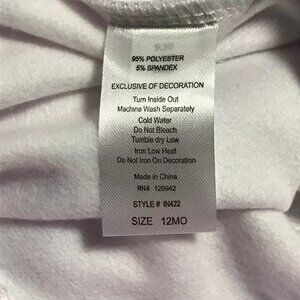 95% POLYESTER
5% SPANDEX
EXCLUSIVE OF DECORATION
Turn Inside Out
Machine Wash Separately
Cold Water
Do Not Bleach
Tumble dry Low
Iron Low Heat
Do Not Iron On Decoration
Made in China
RN# 129942
STYLE # IN422
SIZE 12MO